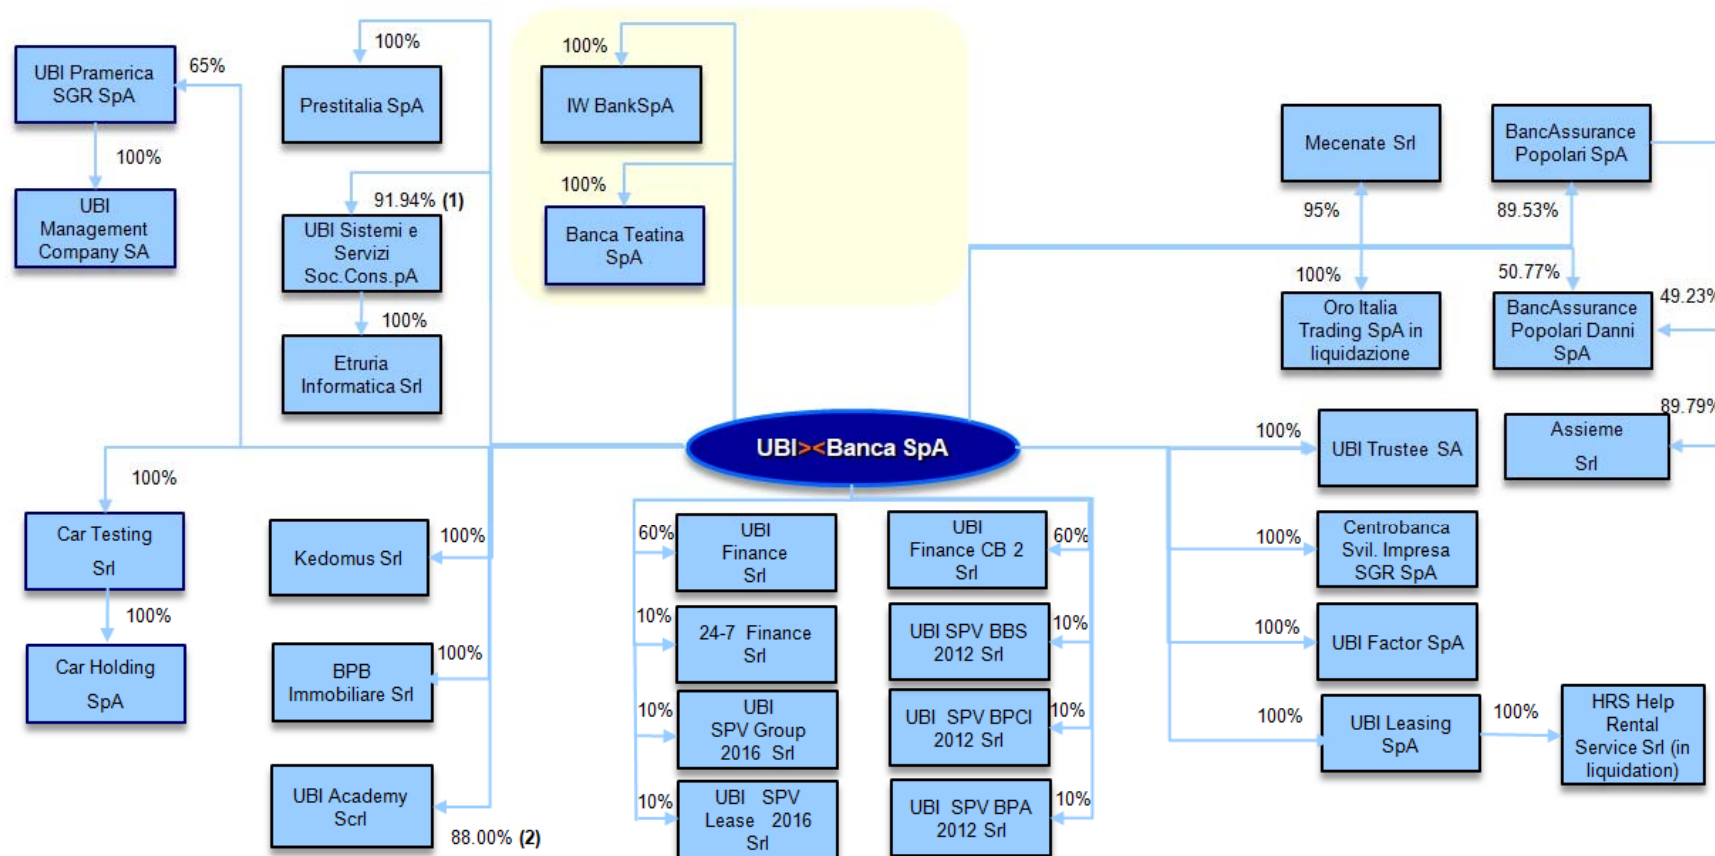 100%
Prestitalia SpA
100%
IW BankSpA
UBI Pramerica
SGR SpA
65%
100%
UBI
Management
Company SA
91.94% (1)
UBI Sistemi e
Servizi
Soc.Cons.pA
100%
Etruria
Informatica Srl
100%
Banca Teatina
SpA
Mecenate Srl
95%
BancAssurance
Popolari SpA
89.53%
100%
Oro Italia
Trading SpA in
liquidazione
50.77%
BancAssurance
Popolari Danni
SpA
49.23%
89.79%
Assieme
Srl
UBI><Banca SpA
100%
Car Testing
Srl
100%
Car Holding
SpA
100%
Kedomus Srl
100%
BPB
Immobiliare Srl
UBI Academy
Scrl
88.00% (2)
60%
UBI
Finance
Srl
10%
24-7 Finance
Srl
10%
UBI
SPV Group
2016 Srl
10%
UBI SPV
Lease 2016
Srl
UBI
Finance CB 2
Srl
60%
UBI SPV BBS
2012 Srl
10%
UBI SPV BPCI
2012 Srl
10%
UBI SPV BPA
2012 Srl
10%
100%
UBI Trustee SA
100%
Centrobanca
Svil. Impresa
SGR SpA
100%
UBI Factor SpA
100%
UBI Leasing
SpA
100%
HRS Help
Rental
Service Srl (in
liquidation)